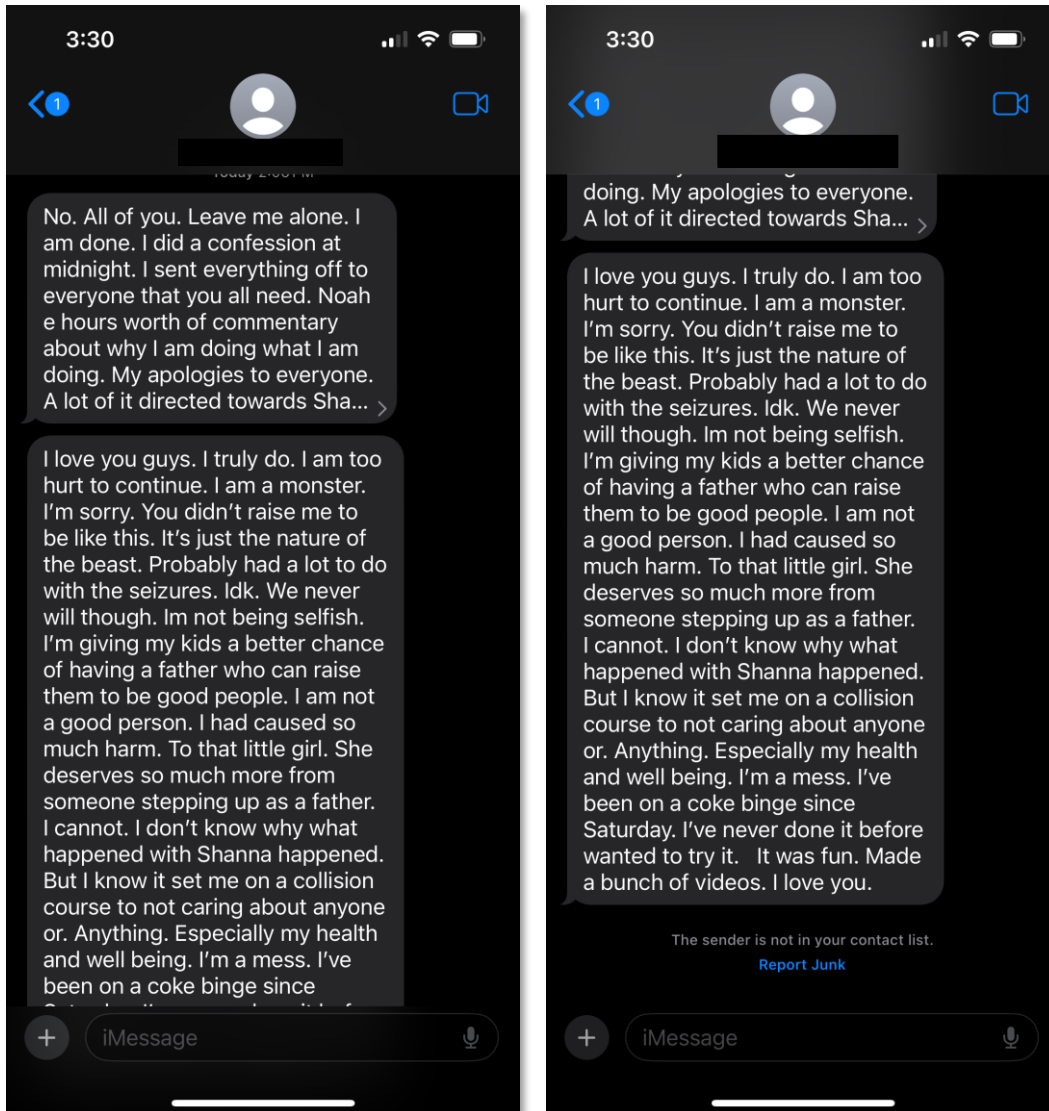 3:30
1
No. All of you. Leave me alone. I
am done. I did a confession at
midnight. I sent everything off to
everyone that you all need. Noah
e hours worth of commentary
about why I am doing what I am
doing. My apologies to everyone.
A lot of it directed towards Sha...
I love you guys. I truly do. I am too
hurt to continue. I am a monster.
I'm sorry. You didn't raise me to
be like this. It's just the nature of
the beast. Probably had a lot to do
with the seizures. Idk. We never
will though. Im not being selfish.
I'm giving my kids a better chance
of having a father who can raise
them to be good people. I am not
a good person. I had caused so
much harm. To that little girl. She
deserves so much more from
someone stepping up as a father.
I cannot. I don't know why what
happened with Shanna happened.
But I know it set me on a collision
course to not caring about anyone
or. Anything. Especially my health
and well being. I'm a mess. I've
been on a coke binge since
iMessage
3:30
1
doing. My apologies to everyone.
A lot of it directed towards Sha...
I love you guys. I truly do. I am too
hurt to continue. I am a monster.
I'm sorry. You didn't raise me to
be like this. It's just the nature of
the beast. Probably had a lot to do
with the seizures. Idk. We never
will though. Im not being selfish.
I'm giving my kids a better chance
of having a father who can raise
them to be good people. I am not
a good person. I had caused so
much harm. To that little girl. She
deserves so much more from
someone stepping up as a father.
I cannot. I don't know why what
happened with Shanna happened.
But I know it set me on a collision
course to not caring about anyone
or. Anything. Especially my health
and well being. I'm a mess. I've
been on a coke binge since
Saturday. I've never done it before
wanted to try it.   It was fun. Made
a bunch of videos. I love you.
The sender is not in your contact list.
Report Junk
iMessage